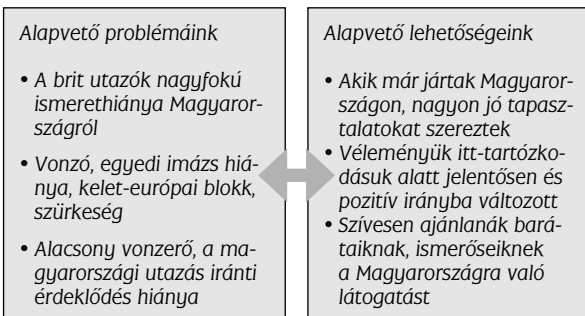 Alapvető problémáink
• A brit utazók nagyfokú
ismerethiánya Magyaror-
szágról
• Vonzó, egyedi imázs hiá-
nya, kelet-európai blokk,
szürkeség
• Alacsony vonzerő, a ma-
gyarországi utazás iránti
érdeklődés hiánya
Alapvető lehetőségeink
• Akik már jártak Magyaror-
szágon, nagyon jó tapasz-
talatokat szereztek
• Véleményük itt-tartózko-
dásuk alatt jelentősen és
pozitív irányba változott
• Szívesen ajánlanák bará-
taiknak, ismerőseiknek
a Magyarországra való
látogatást